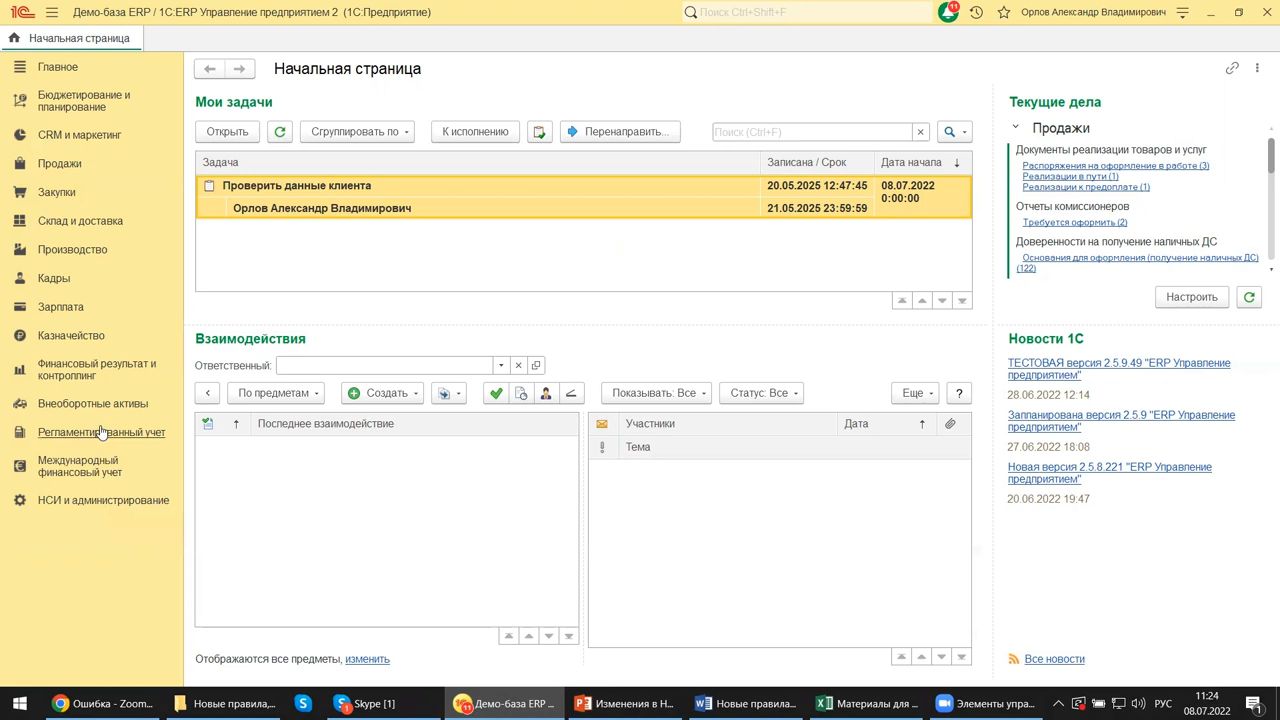 Демо-база ERP / 1С:ERP Управление предприятием 2 (1С:Предприятие)
Поиск Ctrl+Shift+F
11
Орлов Александр Владимирович
Начальная страница
Главное
Бюджетирование и
планирование
CRM и маркетинг
Продажи
Закупки
Склад и доставка
Производство
Кадры
Зарплата
Казначейство
Финансовый результат и
контроллинг
Внеоборотные активы
Регламентированный учет
Международный
финансовый учет
НСИ и администрирование
Начальная страница
Мои задачи
Открыть
Сгруппировать по
К исполнению
Перенаправить...
Поиск (Ctrl+F)
Задача
Записана / Срок
Дата начала
Проверить данные клиента
20.05.2025 12:47:45
08.07.2022
0:00:00
Орлов Александр Владимирович
21.05.2025 23:59:59
Взаимодействия
Ответственный:
По предметам
Создать
Показывать: Все
Статус: Все
Еще
?
Последнее взаимодействие
Участники
Дата
Тема
Отображаются все предметы, изменить
Текущие дела
Продажи
Документы реализации товаров и услуг
Распоряжения на оформление в работе (3)
Реализации в пути (1)
Реализации к предоплате (1)
Отчеты комиссионеров
Требуется оформить (2)
Доверенности на получение наличных ДС
Основания для оформления (получение наличных ДС)
(122)
Настроить
Новости 1С
ТЕСТОВАЯ версия 2.5.9.49 "ERP Управление
предприятием"
28.06.2022 12:14
Запланирована версия 2.5.9 "ERP Управление
предприятием"
27.06.2022 18:08
Новая версия 2.5.8.221 "ERP Управление
предприятием"
20.06.2022 19:47
Все новости
Ошибка - Zoom...
Новые правила,...
Skype [1]
Демо-база ERP ...
Изменения в Н...
Новые правила...
Материалы для ...
Элементы упра...
РУС
11:24
08.07.2022